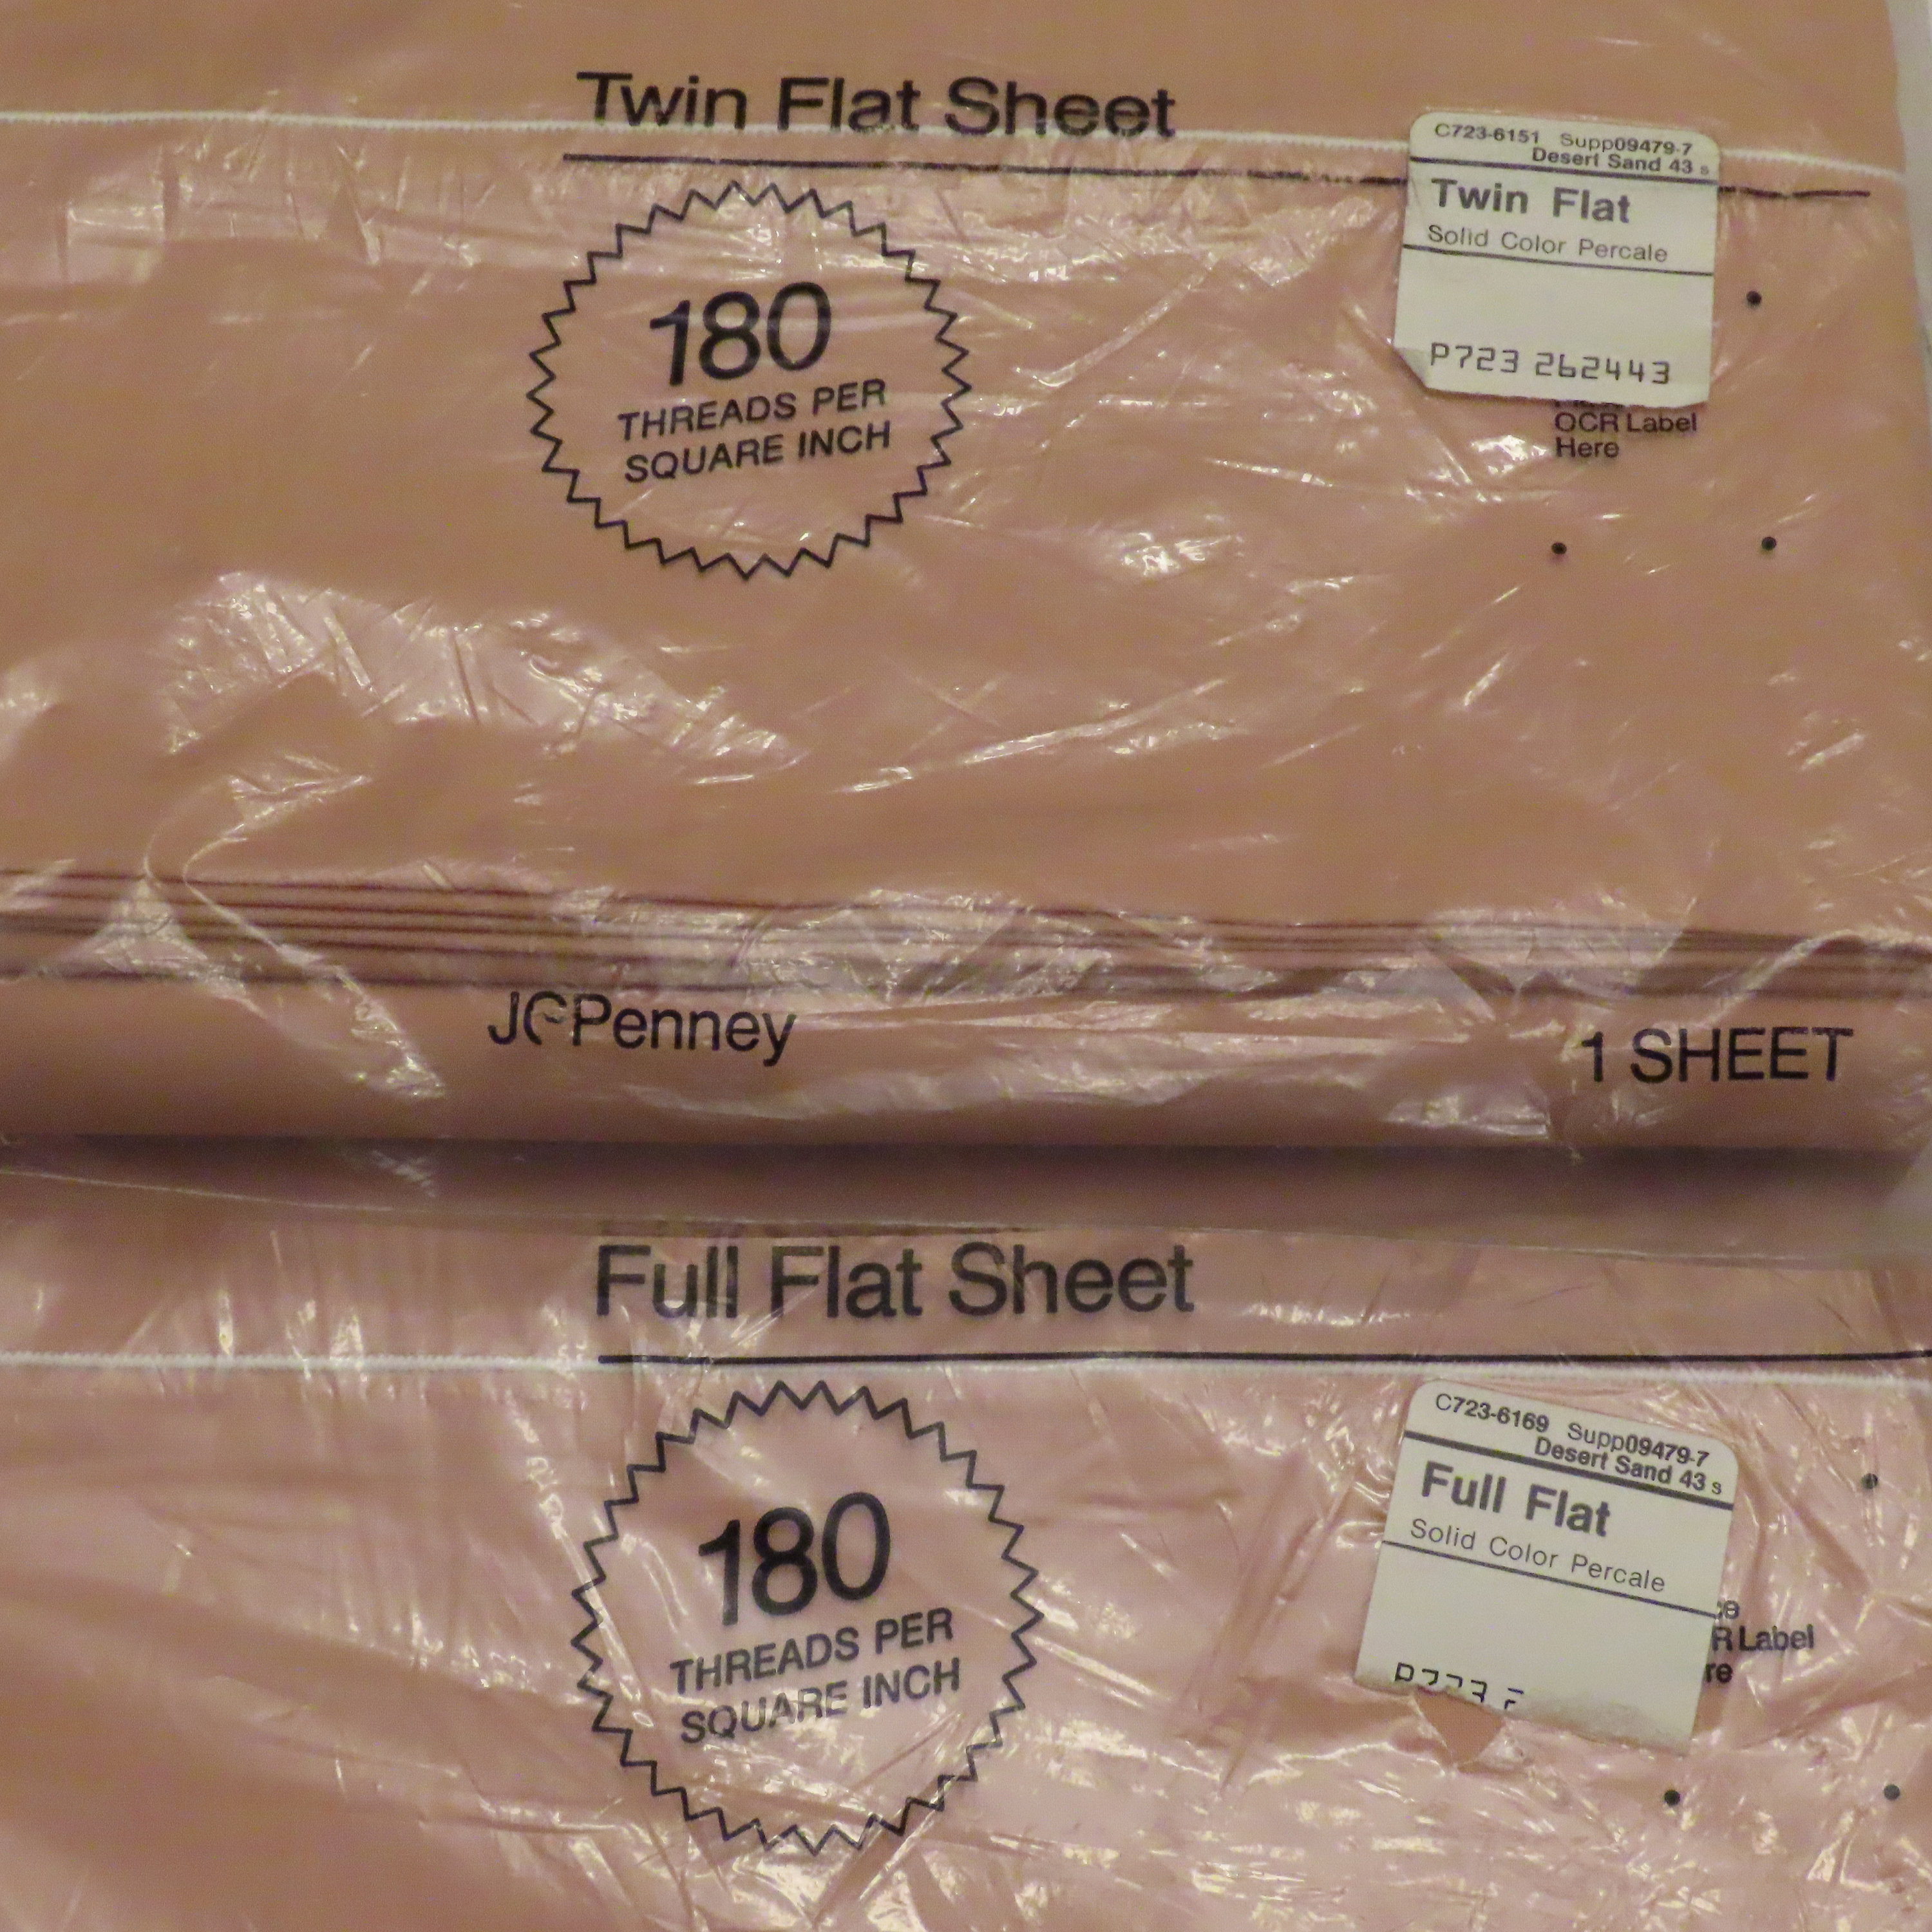 Twin Flat Sheet
C723-6151 Supp09479-7
Desert Sand 43 s
Twin Flat
Solid Color Percale
P723 262443
OCR Label
Here
180
THREADS PER
SQUARE INCH
JCPenney
1 SHEET
Full Flat Sheet
C723-6169 Supp09479-7
Desert Sand 43 s
Full Flat
Solid Color Percale
R Label
re
180
THREADS PER
SQUARE INCH